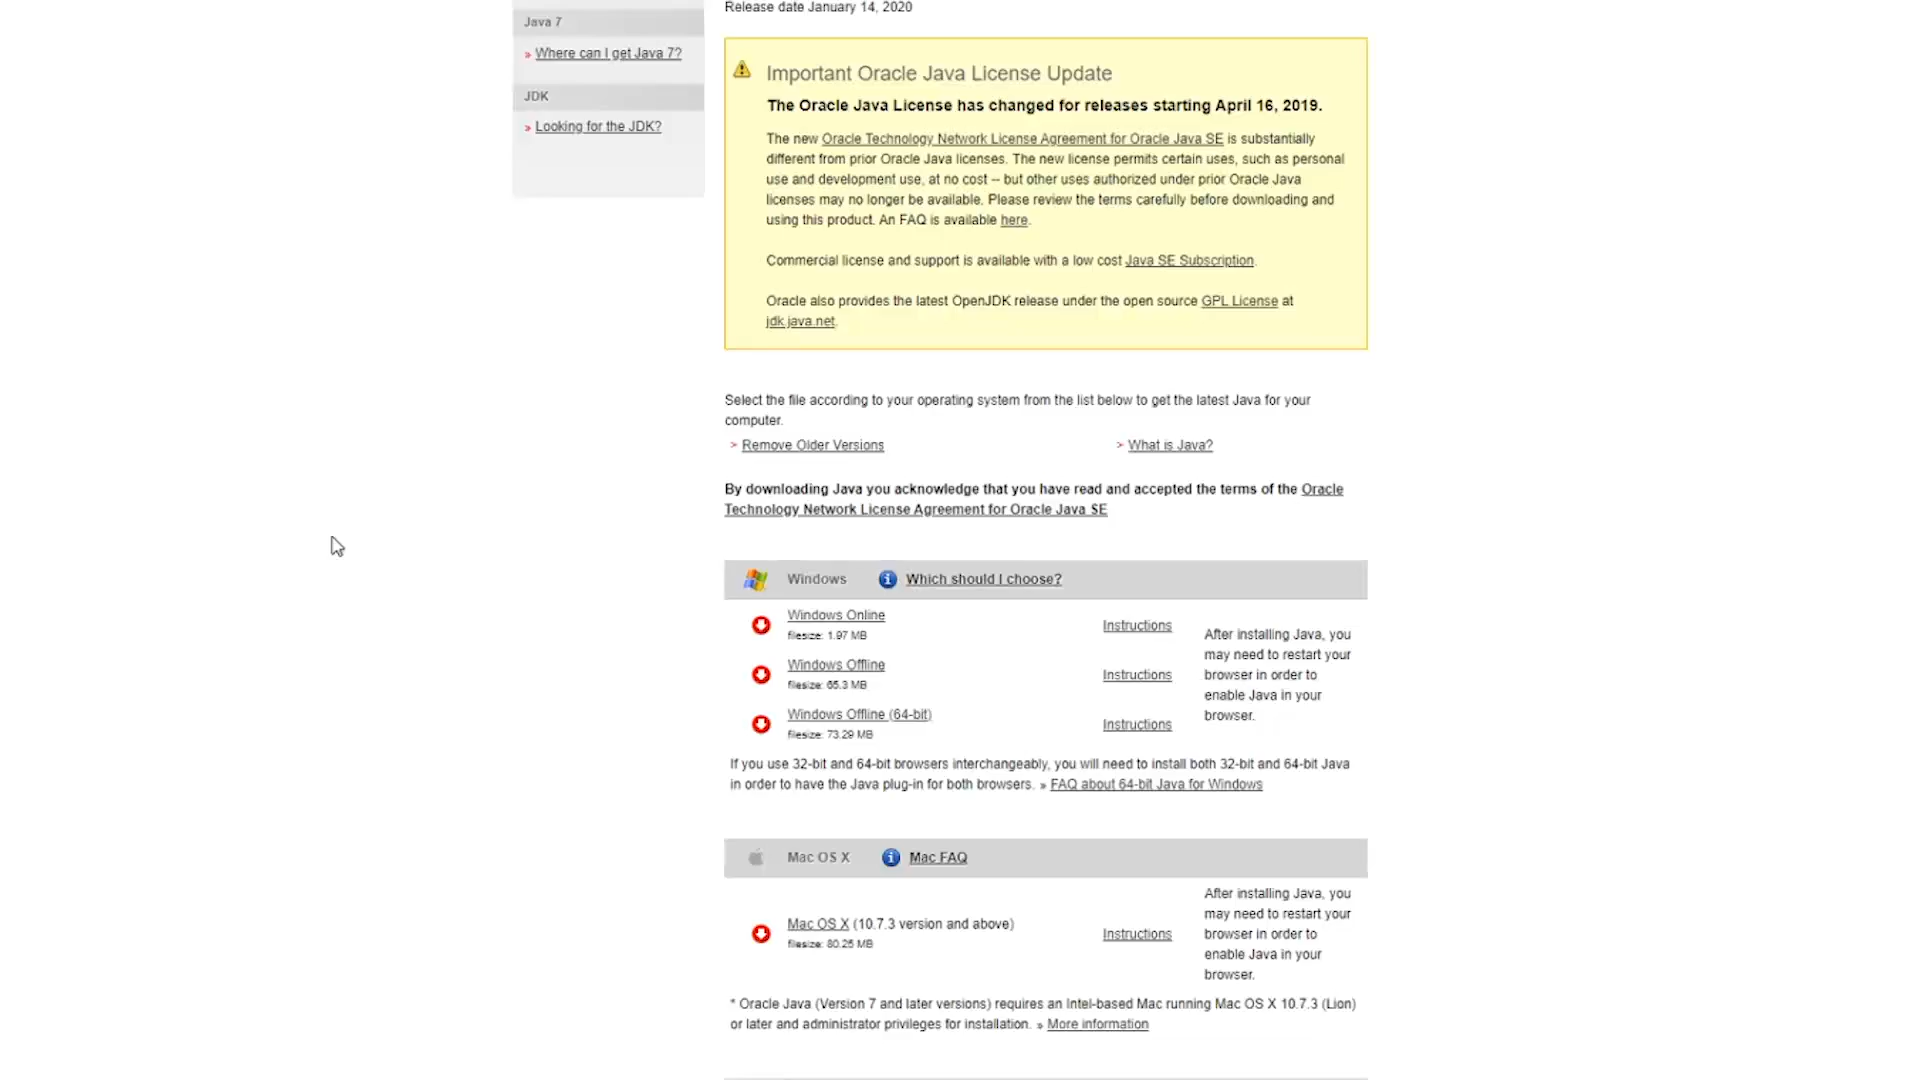 Java 7
» Where can I get Java 7?
JDK
» Looking for the JDK?
Release date January 14, 2020
Important Oracle Java License Update
The Oracle Java License has changed for releases starting April 16, 2019.
The new Oracle Technology Network License Agreement for Oracle Java SE is substantially
different from prior Oracle Java licenses. The new license permits certain uses, such as personal
use and development use, at no cost -- but other uses authorized under prior Oracle Java
licenses may no longer be available. Please review the terms carefully before downloading and
using this product. An FAQ is available here.
Commercial license and support is available with a low cost Java SE Subscription.
Oracle also provides the latest OpenJDK release under the open source GPL License at
jdk.java.net.
Select the file according to your operating system from the list below to get the latest Java for your
computer.
> Remove Older Versions
> What is Java?
By downloading Java you acknowledge that you have read and accepted the terms of the Oracle
Technology Network License Agreement for Oracle Java SE
Windows
Which should I choose?
Windows Online
filesize: 1.97 MB
Instructions
Windows Offline
filesize: 65.3 MB
Instructions
Windows Offline (64-bit)
filesize: 73.29 MB
Instructions
After installing Java, you
may need to restart your
browser in order to
enable Java in your
browser.
If you use 32-bit and 64-bit browsers interchangeably, you will need to install both 32-bit and 64-bit Java
in order to have the Java plug-in for both browsers. » FAQ about 64-bit Java for Windows
Mac OS X
Mac FAQ
Mac OS X (10.7.3 version and above)
filesize: 80.25 MB
Instructions
After installing Java, you
may need to restart your
browser in order to
enable Java in your
browser.
* Oracle Java (Version 7 and later versions) requires an Intel-based Mac running Mac OS X 10.7.3 (Lion)
or later and administrator privileges for installation. » More information